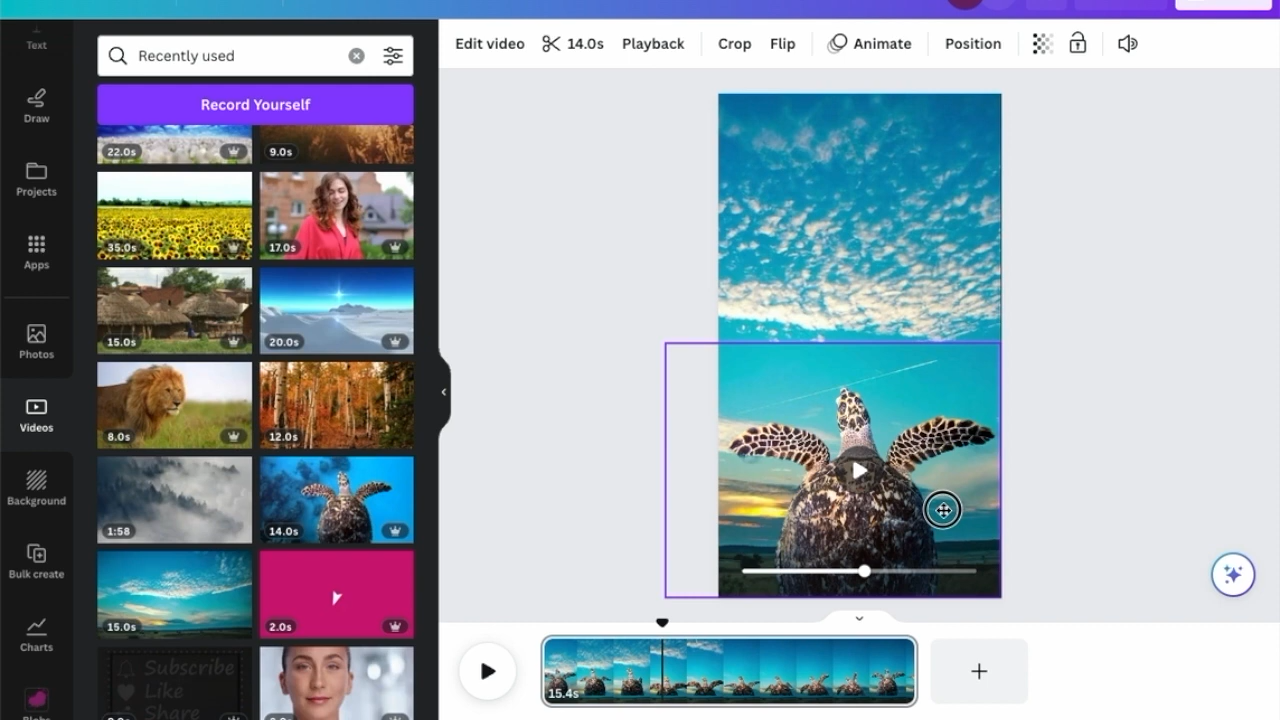 Text
Draw
Projects
Apps
Photos
Videos
Background
Bulk create
Charts
Blobs
Recently used
Record Yourself
22.0s
9.0s
35.0s
17.0s
15.0s
20.0s
8.0s
12.0s
1:58
14.0s
15.0s
2.0s
Subscribe
Like
Share
Edit video
14.0s
Playback
Crop
Flip
Animate
Position
15.4s